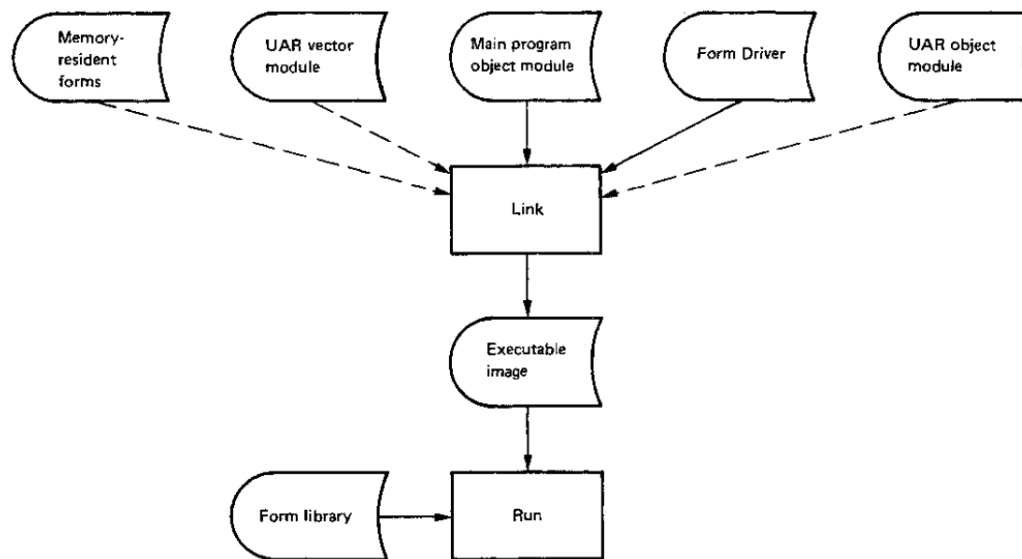 Memory-
resident
forms
UAR vector
module
Main program
object module
Form Driver
UAR object
module
Link
Executable
image
Form library
Run